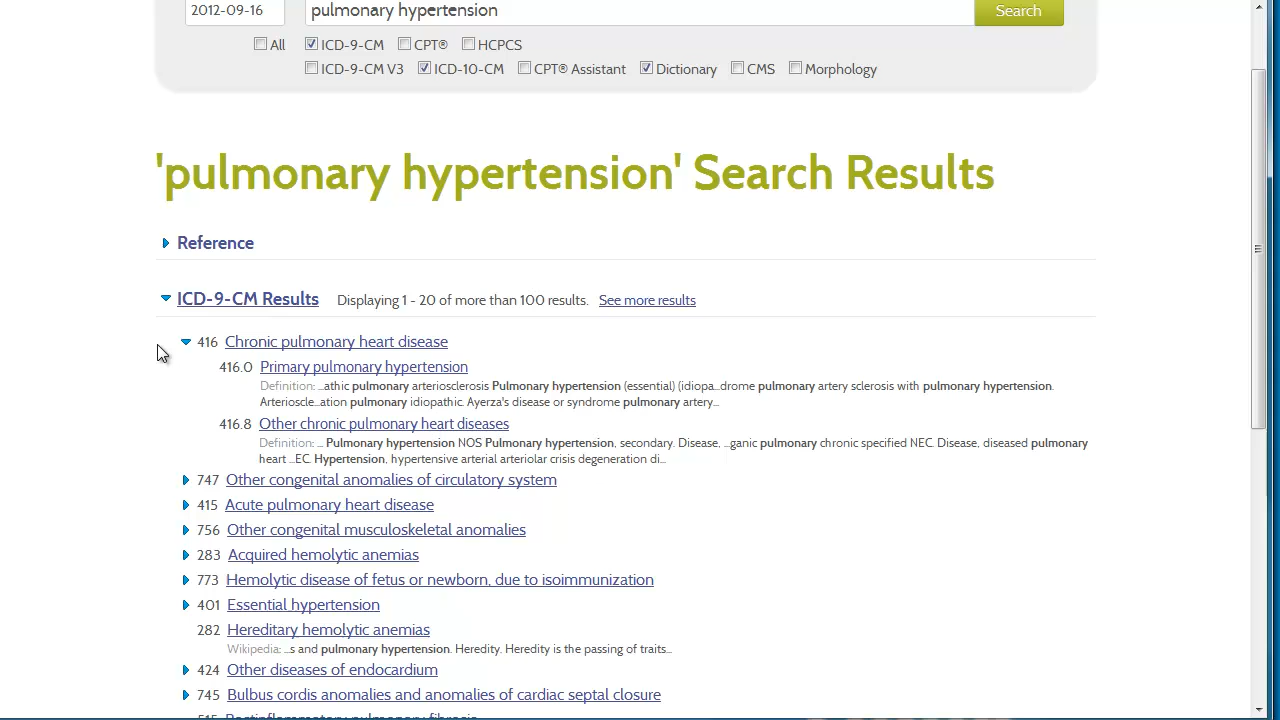 2012-09-16 pulmonary hypertension Search
All ICD-9-CM CPT® HCPCS
ICD-9-CM V3 ICD-10-CM CPT® Assistant Dictionary CMS Morphology
'pulmonary hypertension' Search Results
Reference
ICD-9-CM Results Displaying 1 - 20 of more than 100 results. See more results
416 Chronic pulmonary heart disease
416.0 Primary pulmonary hypertension
Definition: ...athic pulmonary arteriosclerosis Pulmonary hypertension (essential) (idiopa...drome pulmonary artery sclerosis with pulmonary hypertension.
Arterioscle...ation pulmonary idiopathic. Ayerza's disease or syndrome pulmonary artery...
416.8 Other chronic pulmonary heart diseases
Definition: ... Pulmonary hypertension NOS Pulmonary hypertension, secondary. Disease, ...ganic pulmonary chronic specified NEC. Disease, diseased pulmonary
heart ...EC. Hypertension, hypertensive arterial arteriolar crisis degeneration di...
747 Other congenital anomalies of circulatory system
415 Acute pulmonary heart disease
756 Other congenital musculoskeletal anomalies
283 Acquired hemolytic anemias
773 Hemolytic disease of fetus or newborn, due to isoimmunization
401 Essential hypertension
282 Hereditary hemolytic anemias
Wikipedia: ...s and pulmonary hypertension. Heredity. Heredity is the passing of traits...
424 Other diseases of endocardium
745 Bulbus cordis anomalies and anomalies of cardiac septal closure
515 Postinflammatory pulmonary fibrosis